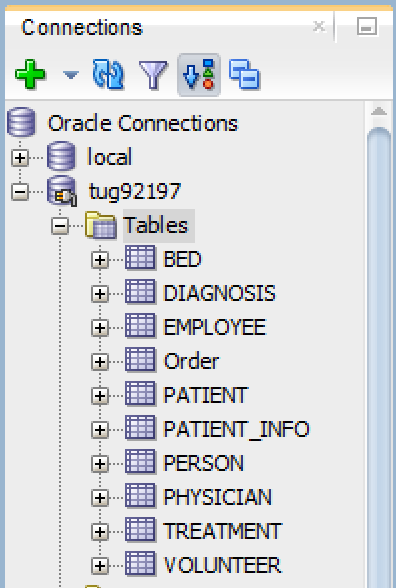 Connections
Oracle Connections
local
tug92197
Tables
BED
DIAGNOSIS
EMPLOYEE
Order
PATIENT
PATIENT_INFO
PERSON
PHYSICIAN
TREATMENT
VOLUNTEER